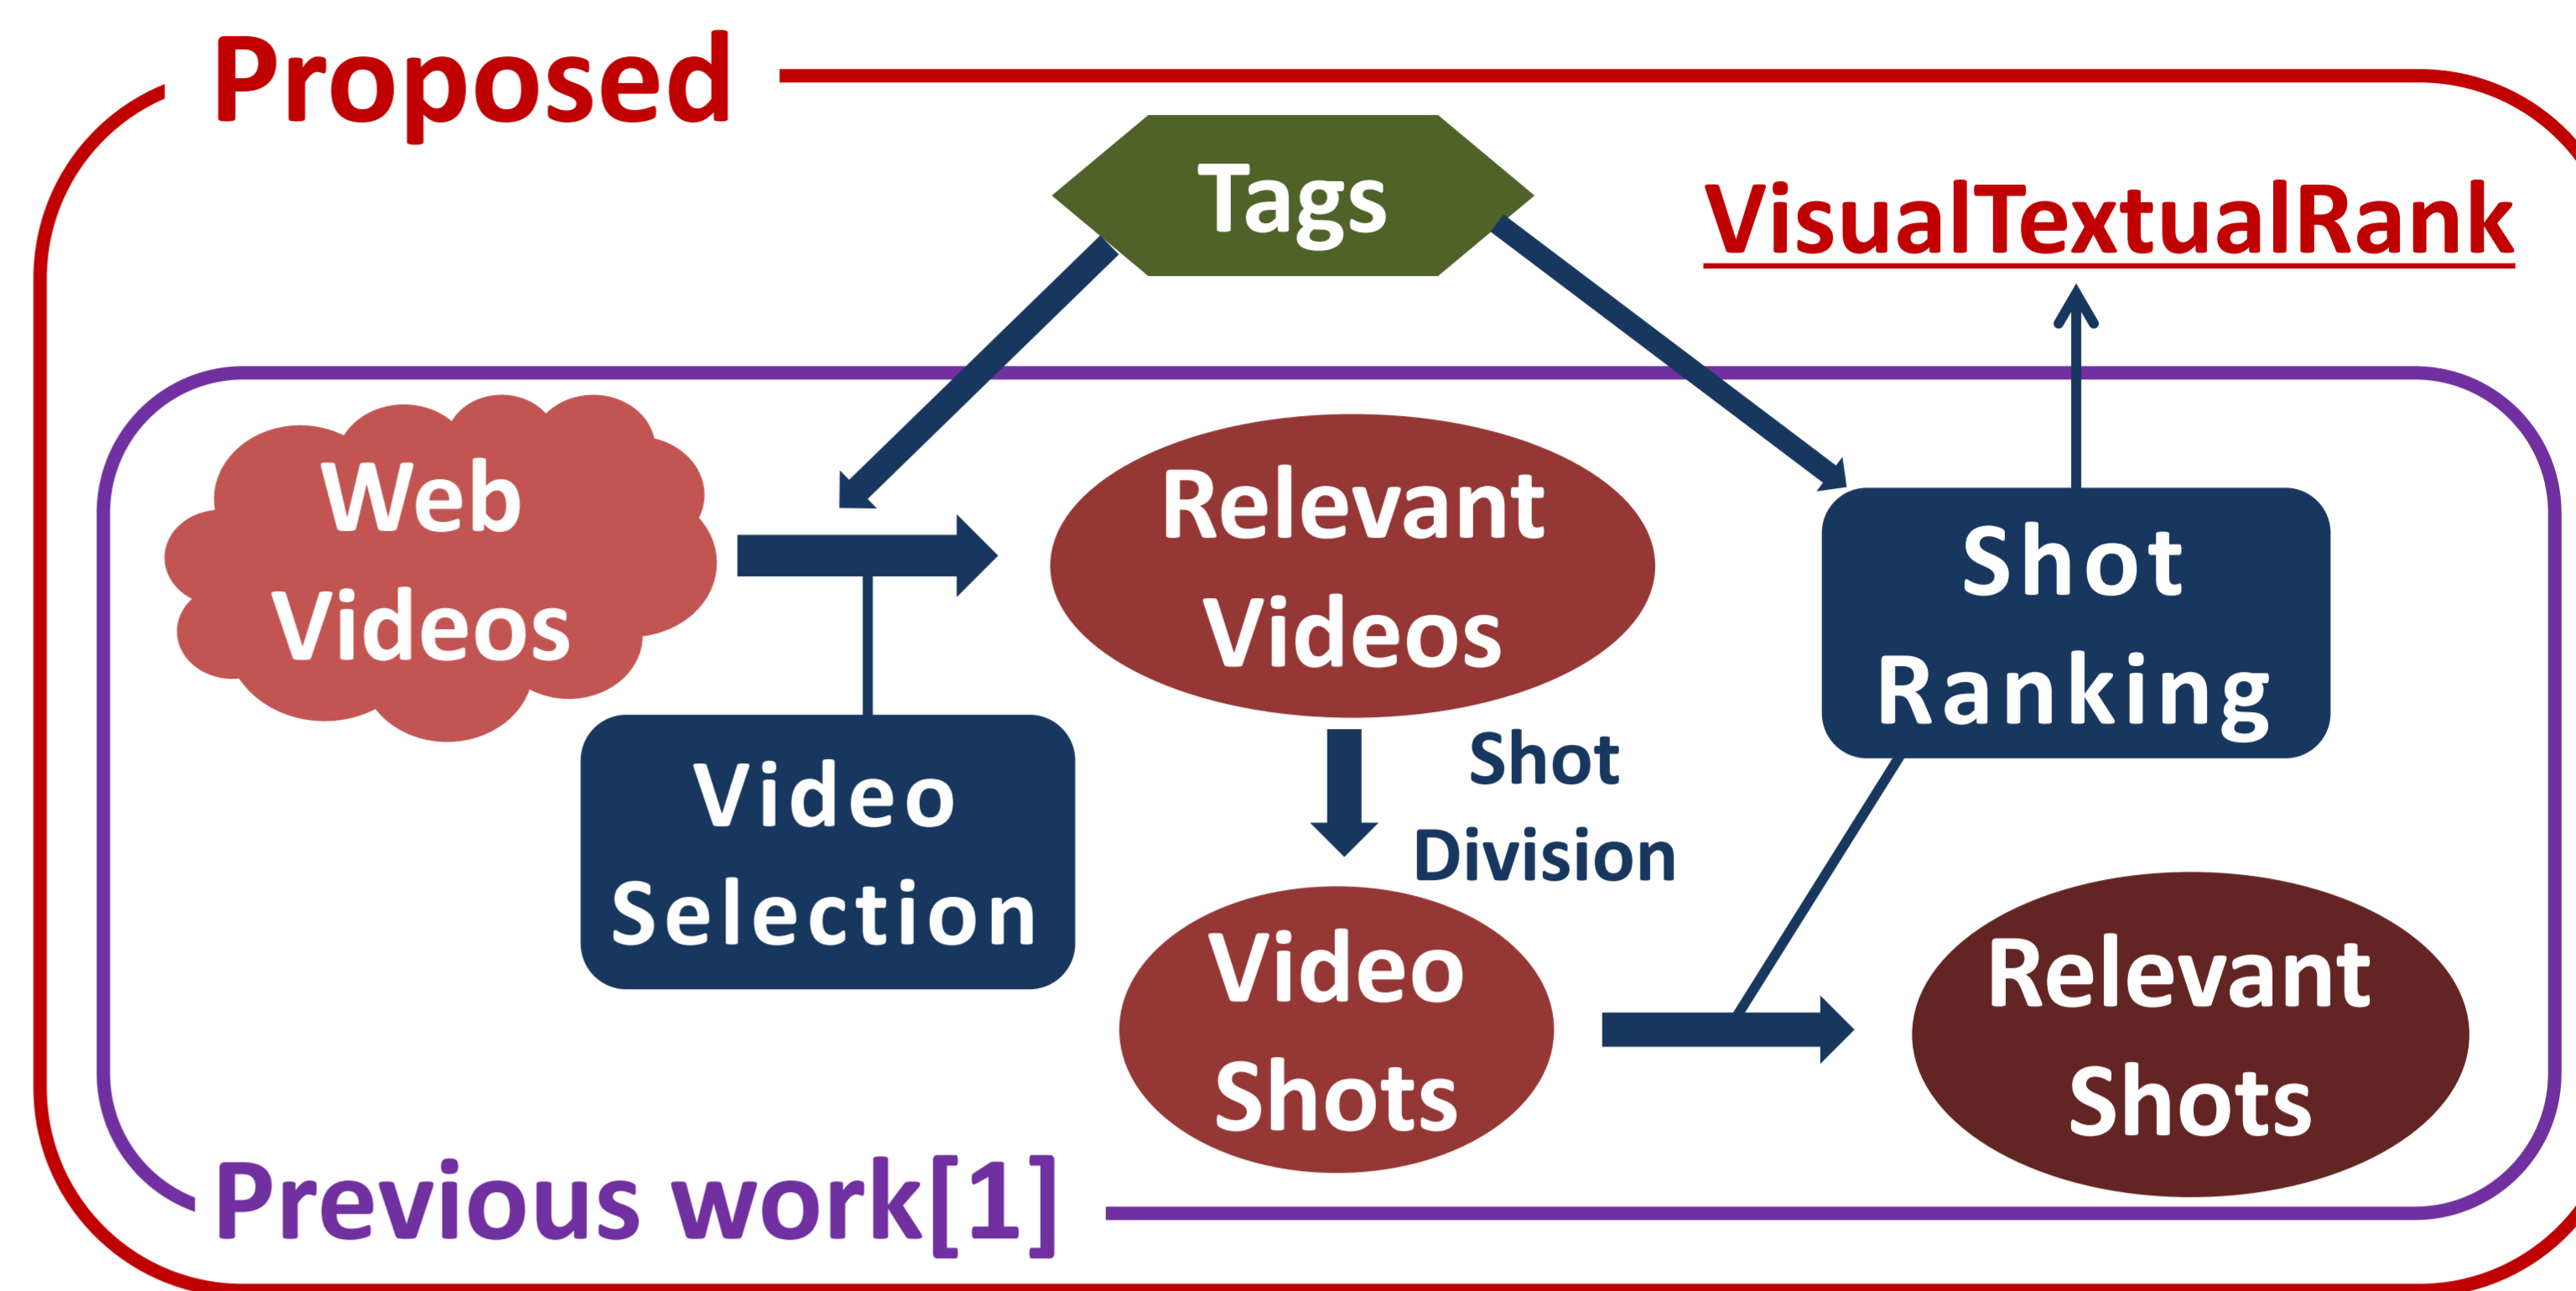 Proposed
Tags
VisualTextualRank
Web
Videos
Relevant
Videos
Shot
Ranking
Video
Selection
Shot
Division
Video
Shots
Relevant
Shots
Previous work[1]